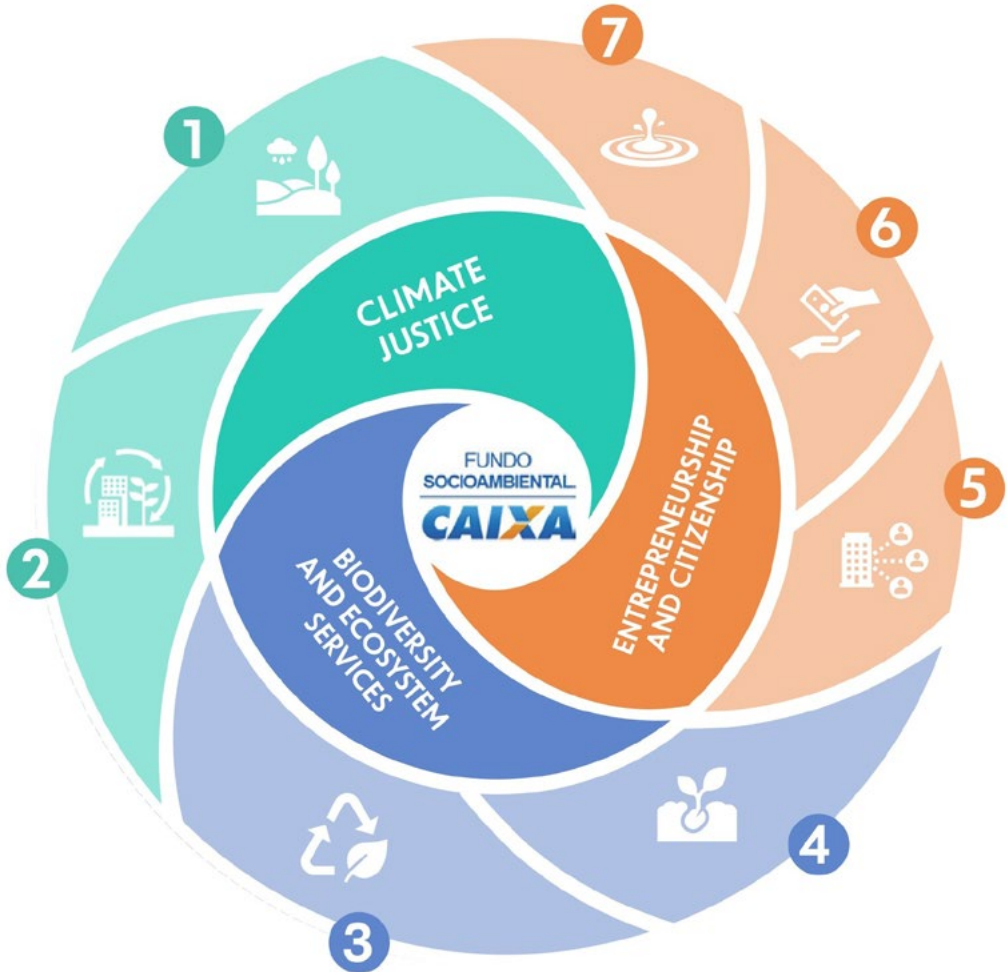 7
1
6
CLIMATE
JUSTICE
FUNDO
SOCIOAMBIENTAL
CAIXA
ENTREPRENEURSHIP
AND CITIZENSHIP
5
2
BIODIVERSITY
AND ECOSYSTEM
SERVICES
4
3